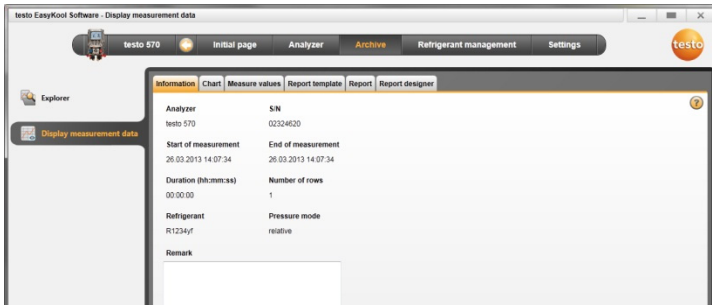 testo EasyKool Software - Display measurement data
testo 570 Initial page Analyzer Archive Refrigerant management Settings
testo
Information Chart Measure values Report template Report Report designer
Explorer
Display measurement data
?
Analyzer S/N
testo 570 02324620
Start of measurement End of measurement
26.03.2013 14:07:34 26.03.2013 14:07:34
Duration (hh:mm:ss) Number of rows
00:00:00 1
Refrigerant Pressure mode
R1234yf relative
Remark